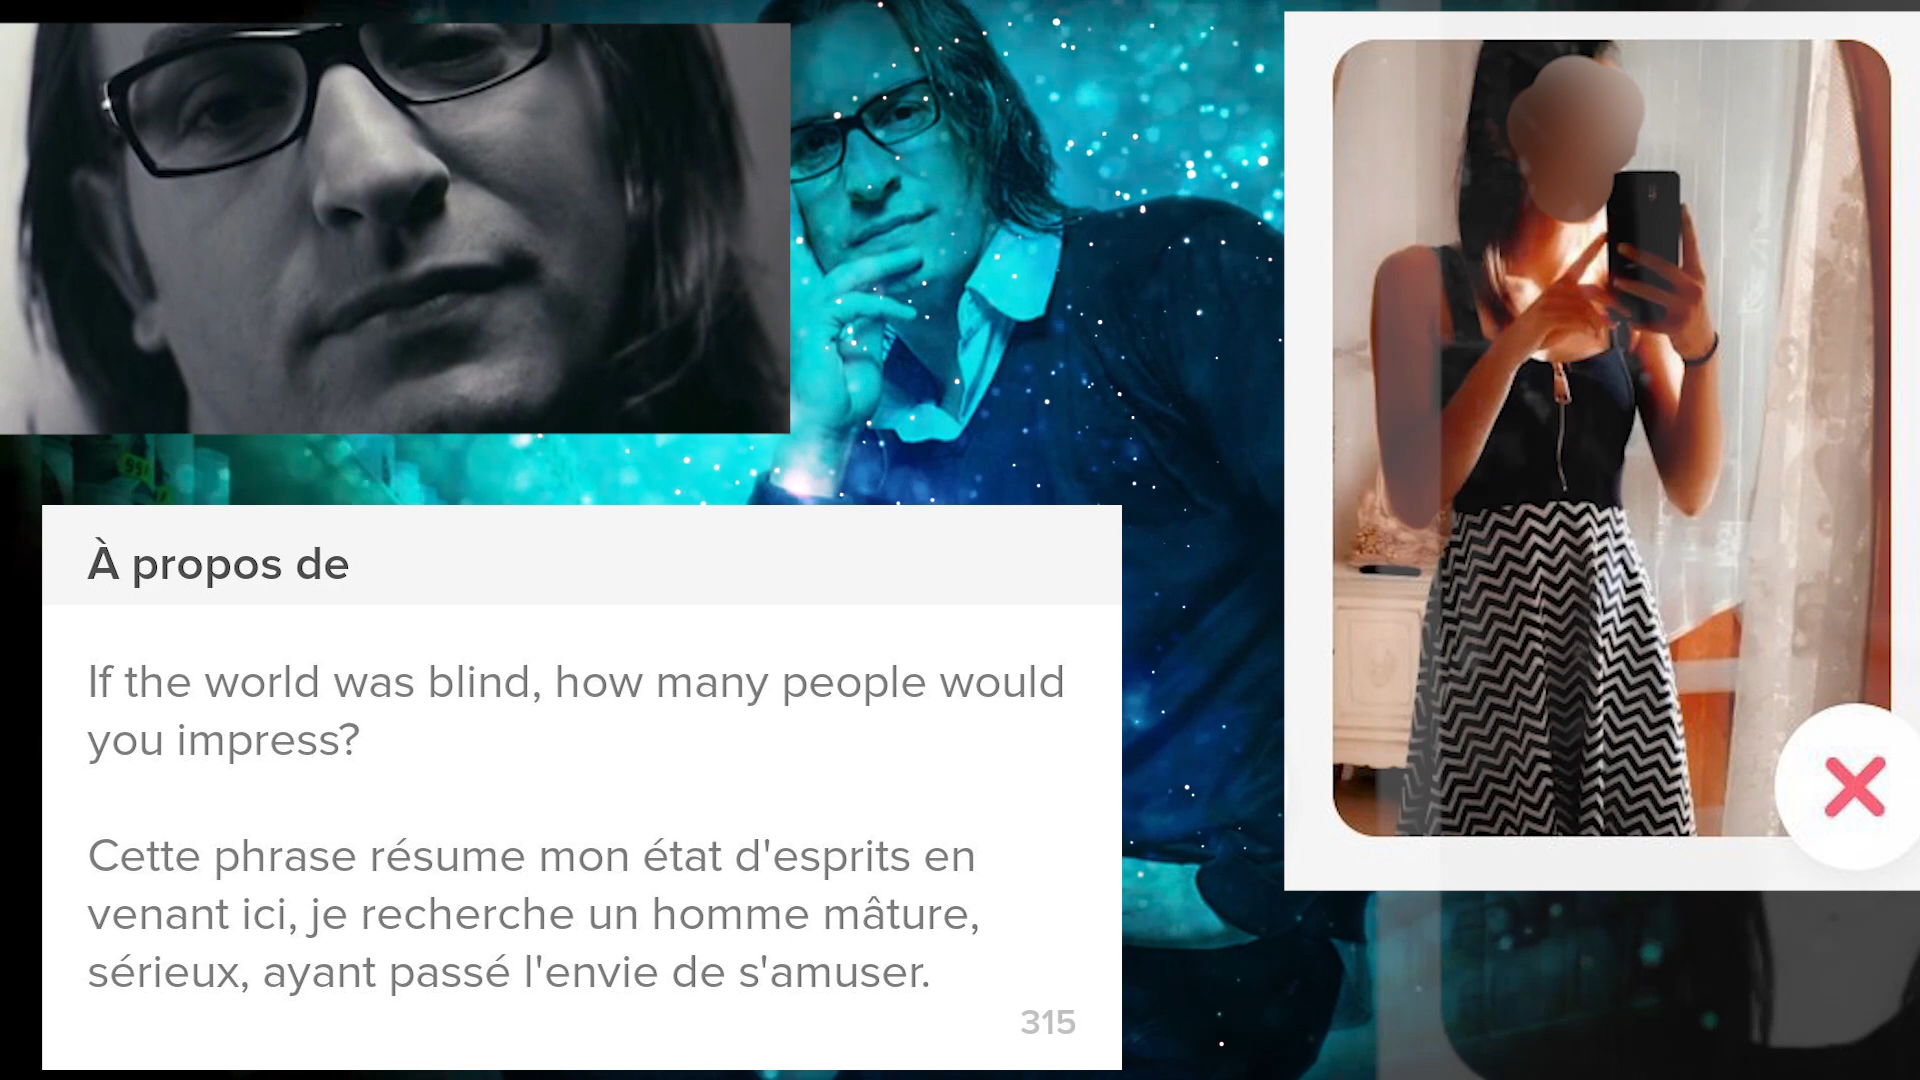 À propos de
If the world was blind, how many people would
you impress?
Cette phrase résume mon état d'esprits en
venant ici, je recherche un homme mâture,
sérieux, ayant passé l'envie de s'amuser.
315